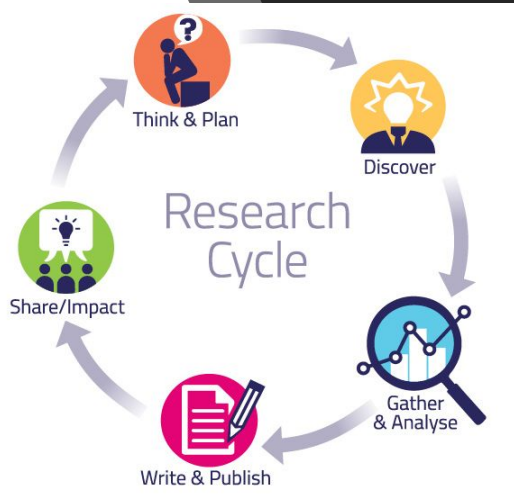 ?
Think & Plan
Discover
Research
Cycle
Share/Impact
Gather
& Analyse
Write & Publish